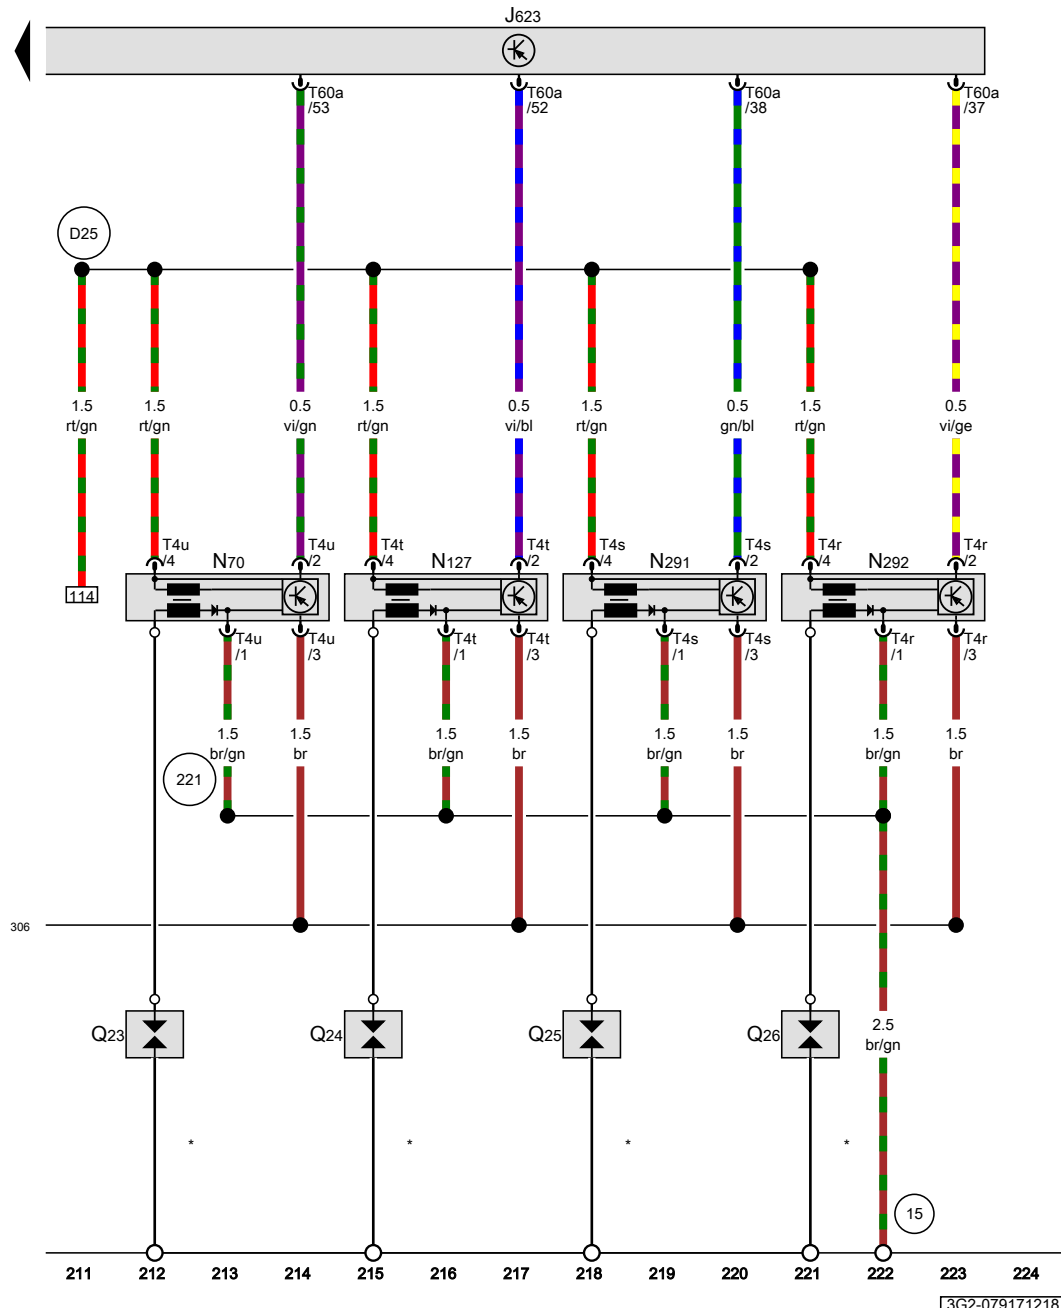 J623
T60a T60a T60a T60a
/53 /52 /38 /37
D25
1.5 1.5 0.5 1.5 0.5 1.5 0.5 1.5 0.5
rt/gn rt/gn vi/gn rt/gn vi/bl rt/gn gn/bl rt/gn vi/ge
T4u T4u T4t T4t T4s T4s T4r T4r
/4 N70 /2 /4 N127 /2 /4 N291 /2 /4 N292 /2
114
T4u T4u T4t T4t T4s T4s T4r T4r
/1 /3 /1 /3 /1 /3 /1 /3
1.5 1.5 1.5 1.5 1.5 1.5 1.5 1.5
br/gn br br/gn br br/gn br br/gn br
221
306
Q23 Q24 Q25 Q26
2.5
br/gn
* * * *
15
211 212 213 214 215 216 217 218 219 220 221 222 223 224
3G2-079171218